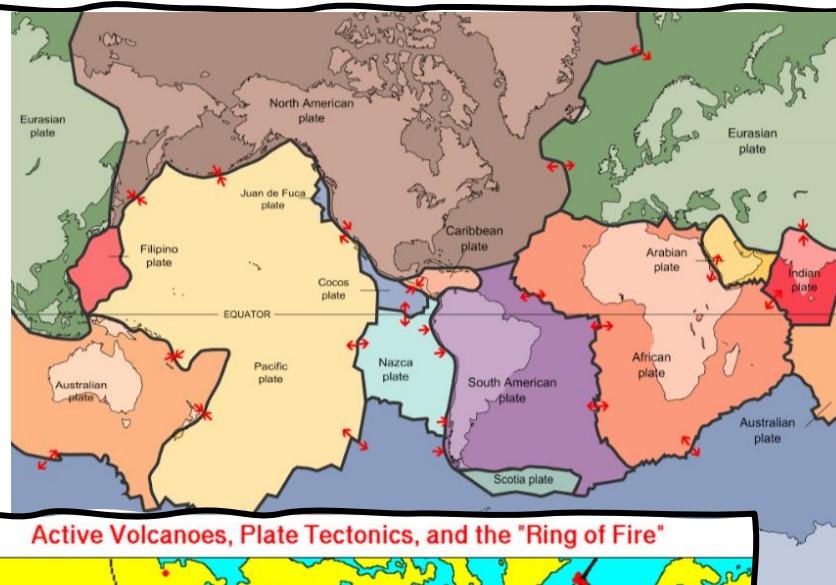 North American
plate
Eurasian
plate
Eurasian
plate
Juan de Fuca
plate
Caribbean
plate
Filipino
plate
Arabian
plate
Cocos
plate
Indian
plate
EQUATOR
Pacific
plate
Nazca
plate
African
plate
Australian
plate
South American
plate
Australian
plate
Scotia plate
Active Volcanoes, Plate Tectonics, and the "Ring of Fire"